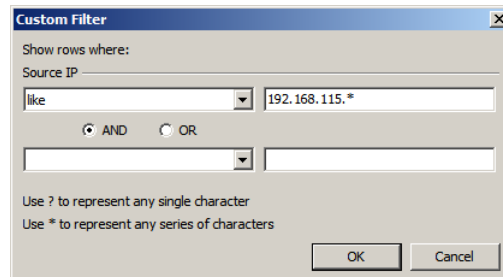 Custom Filter
Show rows where:
Source IP
like 192.168.115.*
AND OR
Use ? to represent any single character
Use * to represent any series of characters
OK Cancel